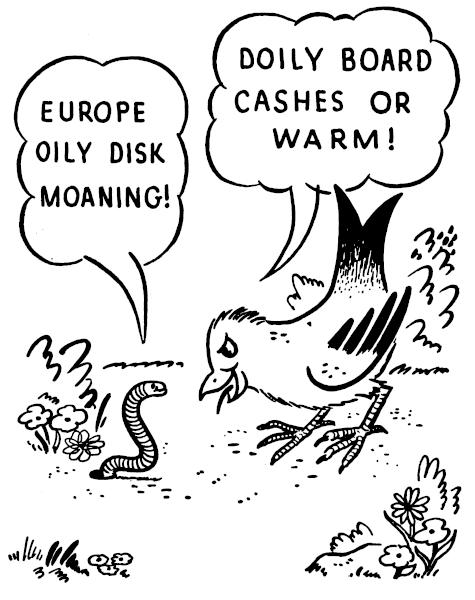 EUROPE
OILY DISK
MOANING!
DOILY BOARD
CASHES OR
WARM!